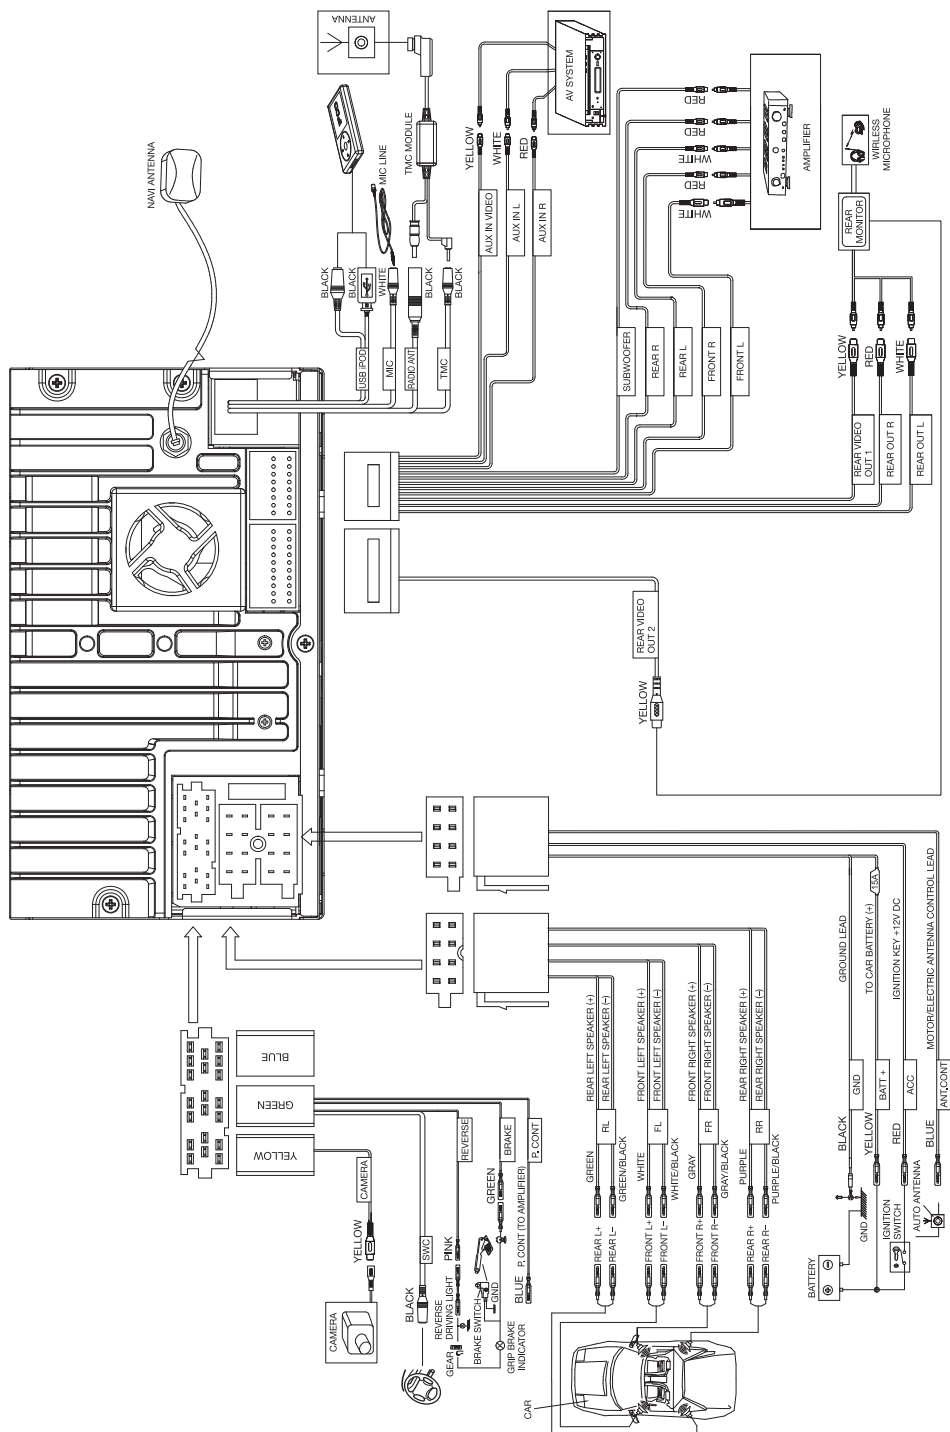 ANTENNA
NAVI ANTENNA
MIC LINE
TMC MODULE
BLACK
BLACK
WHITE
BLACK
BLACK
USB iPOD
MIC
RADIO ANT
TMC
AV SYSTEM
YELLOW
WHITE
RED
AUX IN VIDEO
AUX IN L
AUX IN R
AMPLIFIER
RED
RED
WHITE
RED
WHITE
SUBWOOFER
REAR R
REAR L
FRONT R
FRONT L
WIRLESS
MICROPHONE
REAR
MONITOR
YELLOW
RED
WHITE
REAR VIDEO
OUT 1
REAR OUT R
REAR OUT L
REAR VIDEO
OUT 2
YELLOW
BLUE
GREEN
YELLOW
CAMERA
YELLOW
CAMERA
SWC
BLACK
REVERSE
PINK
REVERSE
DRIVING LIGHT
GEAR
BRAKE
GREEN
BRAKE SWITCH
GND
GRIP BRAKE
INDICATOR
P. CONT
P. CONT (TO AMPLIFIER)
BLUE
REAR LEFT SPEAKER (+)
REAR LEFT SPEAKER (–)
RL
GREEN
GREEN/BLACK
REAR L+
REAR L–
FRONT LEFT SPEAKER (+)
FRONT LEFT SPEAKER (–)
FL
WHITE
WHITE/BLACK
FRONT L+
FRONT L–
FRONT RIGHT SPEAKER (+)
FRONT RIGHT SPEAKER (–)
FR
GRAY
GRAY/BLACK
FRONT R+
FRONT R–
REAR RIGHT SPEAKER (+)
REAR RIGHT SPEAKER (–)
RR
PURPLE
PURPLE/BLACK
REAR R+
REAR R–
CAR
GROUND LEAD
GND
BLACK
GND
15A
TO CAR BATTERY (+)
BATT +
YELLOW
BATTERY
IGNITION KEY +12V DC
ACC
RED
IGNITION
SWITCH
MOTOR/ELECTRIC ANTENNA CONTROL LEAD
ANT.CONT
BLUE
AUTO ANTENNA